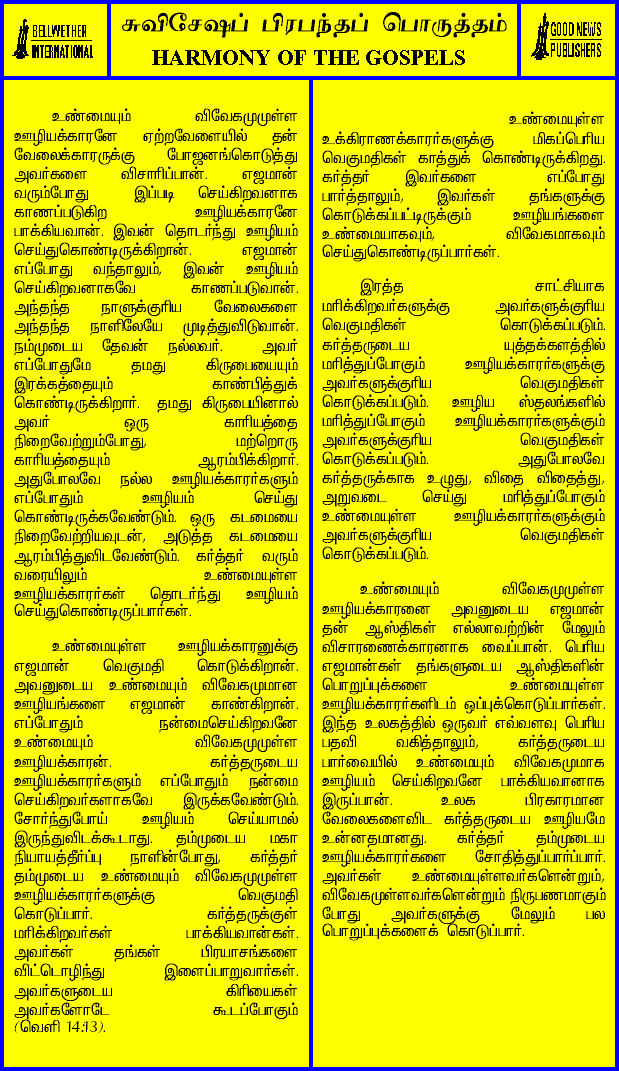 BELLWETHER
INTERNATIONAL
சுவிசேஷப் பிரபந்தப் பொருத்தம்
HARMONY OF THE GOSPELS
GOOD NEWS
PUBLISHERS
உண்மையும் விவேகமுமுள்ள
ஊழியக்காரனே ஏற்றவேளையில் தன்
வேலைக்காரருக்கு போஜனங்கொடுத்து
அவர்களை விசாரிப்பான். எஜமான்
வரும்போது இப்படி செய்கிறவனாக
காணப்படுகிற ஊழியக்காரனே
பாக்கியவான். இவன் தொடர்ந்து ஊழியம்
செய்துகொண்டிருக்கிறான். எஜமான்
எப்போது வந்தாலும், இவன் ஊழியம்
செய்கிறவனாகவே காணப்படுவான்.
அந்தந்த நாளுக்குரிய வேலைகளை
அந்தந்த நாளிலேயே முடித்துவிடுவான்.
நம்முடைய தேவன் நல்லவர். அவர்
எப்போதுமே தமது கிருபையையும்
இரக்கத்தையும் காண்பித்துக்
கொண்டிருக்கிறார். தமது கிருபையினால்
அவர் ஒரு காரியத்தை
நிறைவேற்றும்போது, மற்றொரு
காரியத்தையும் ஆரம்பிக்கிறார்.
அதுபோலவே நல்ல ஊழியக்காரர்களும்
எப்போதும் ஊழியம் செய்து
கொண்டிருக்கவேண்டும். ஒரு கடமையை
நிறைவேற்றியவுடன், அடுத்த கடமையை
ஆரம்பித்துவிடவேண்டும். கர்த்தர் வரும்
வரையிலும் உண்மையுள்ள
ஊழியக்காரர்கள் தொடர்ந்து ஊழியம்
செய்துகொண்டிருப்பார்கள்.
உண்மையுள்ள ஊழியக்காரனுக்கு
எஜமான் வெகுமதி கொடுக்கிறான்.
அவனுடைய உண்மையும் விவேகமுமான
ஊழியங்களை எஜமான் காண்கிறான்.
எப்போதும் நன்மைசெய்கிறவனே
உண்மையும் விவேகமுமுள்ள
ஊழியக்காரன். கர்த்தருடைய
ஊழியக்காரர்களும் எப்போதும் நன்மை
செய்கிறவர்களாகவே இருக்கவேண்டும்.
சோர்ந்துபோய் ஊழியம் செய்யாமல்
இருந்துவிடக்கூடாது. தம்முடைய மகா
நியாயத்தீர்ப்பு நாளின்போது, கர்த்தர்
தம்முடைய உண்மையும் விவேகமுமுள்ள
ஊழியக்காரர்களுக்கு வெகுமதி
கொடுப்பார். கர்த்தருக்குள்
மரிக்கிறவர்கள் பாக்கியவான்கள்.
அவர்கள் தங்கள் பிரயாசங்களை
விட்டொழிந்து இளைப்பாறுவார்கள்.
அவர்களுடைய கிரியைகள்
அவர்களோடே கூடப்போகும்
(வெளி 14:13).
உண்மையுள்ள
உக்கிராணக்காரர்களுக்கு மிகப்பெரிய
வெகுமதிகள் காத்துக் கொண்டிருக்கிறது.
கர்த்தர் இவர்களை எப்போது
பார்த்தாலும், இவர்கள் தங்களுக்கு
கொடுக்கப்பட்டிருக்கும் ஊழியங்களை
உண்மையாகவும், விவேகமாகவும்
செய்துகொண்டிருப்பார்கள்.
இரத்த சாட்சியாக
மரிக்கிறவர்களுக்கு அவர்களுக்குரிய
வெகுமதிகள் கொடுக்கப்படும்.
கர்த்தருடைய யுத்தக்களத்தில்
மரித்துப்போகும் ஊழியக்காரர்களுக்கு
அவர்களுக்குரிய வெகுமதிகள்
கொடுக்கப்படும். ஊழிய ஸ்தலங்களில்
மரித்துப்போகும் ஊழியக்காரர்களுக்கும்
அவர்களுக்குரிய வெகுமதிகள்
கொடுக்கப்படும். அதுபோலவே
கர்த்தருக்காக உழுது, விதை விதைத்து,
அறுவடை செய்து மரித்துப்போகும்
உண்மையுள்ள ஊழியக்காரர்களுக்கும்
அவர்களுக்குரிய வெகுமதிகள்
கொடுக்கப்படும்.
உண்மையும் விவேகமுமுள்ள
ஊழியக்காரனை அவனுடைய எஜமான்
தன் ஆஸ்திகள் எல்லாவற்றின் மேலும்
விசாரணைக்காரனாக வைப்பான். பெரிய
எஜமான்கள் தங்களுடைய ஆஸ்திகளின்
பொறுப்புக்களை உண்மையுள்ள
ஊழியக்காரர்களிடம் ஒப்புக்கொடுப்பார்கள்.
இந்த உலகத்தில் ஒருவர் எவ்வளவு பெரிய
பதவி வகித்தாலும், கர்த்தருடைய
பார்வையில் உண்மையும் விவேகமுமாக
ஊழியம் செய்கிறவனே பாக்கியவானாக
இருப்பான். உலக பிரகாரமான
வேலைகளைவிட கர்த்தருடைய ஊழியமே
உன்னதமானது. கர்த்தர் தம்முடைய
ஊழியக்காரர்களை சோதித்துப்பார்ப்பார்.
அவர்கள் உண்மையுள்ளவர்களென்றும்,
விவேகமுள்ளவர்களென்றும் நிருபணமாகும்
போது அவர்களுக்கு மேலும் பல
பொறுப்புக்களைக் கொடுப்பார்.